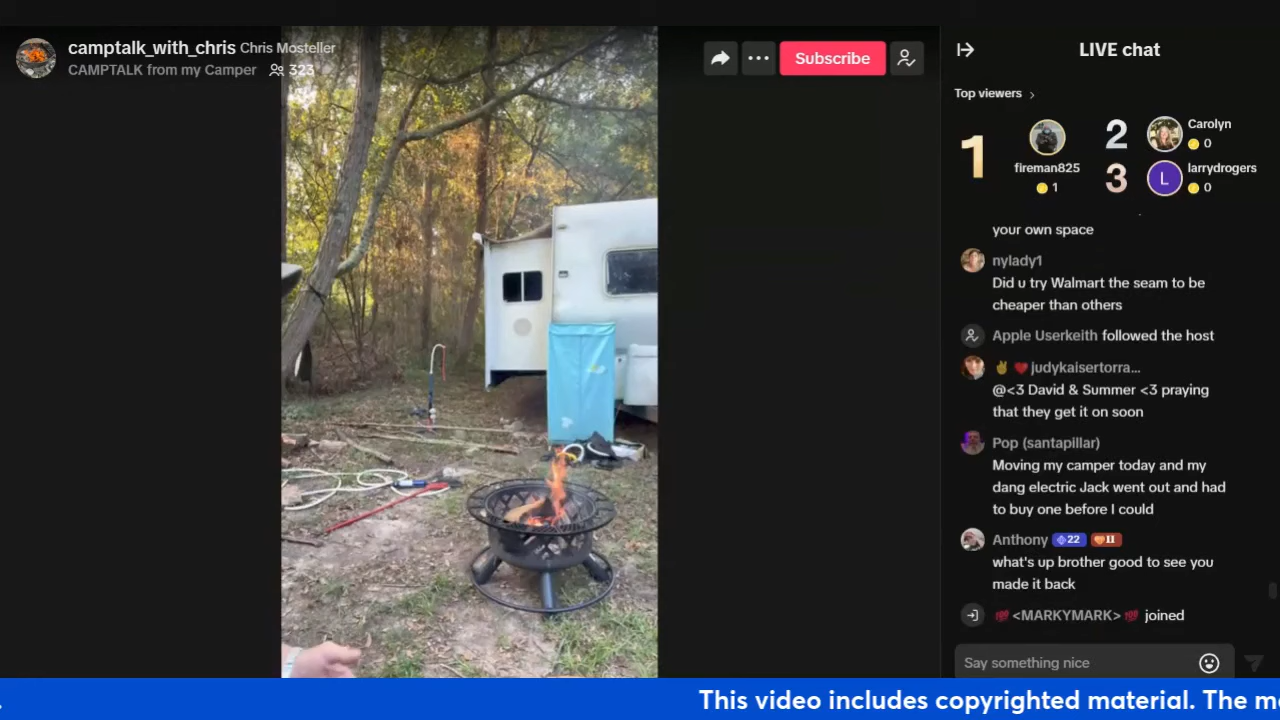 camptalk_with_chris Chris Mosteller
CAMPTALK from my Camper 323
Subscribe
LIVE chat
Top viewers >
1
fireman825
1
2
Carolyn
0
3
L
larrydrogers
0
your own space
nylady1
Did u try Walmart the seam to be
cheaper than others
Apple Userkeith followed the host
✌️ ❤️ judykaisertorra...
@<3 David & Summer <3 praying
that they get it on soon
Pop (santapillar)
Moving my camper today and my
dang electric Jack went out and had
to buy one before I could
Anthony 22 II
what's up brother good to see you
made it back
💯 <MARKYMARK> 💯 joined
Say something nice
. This video includes copyrighted material. The m